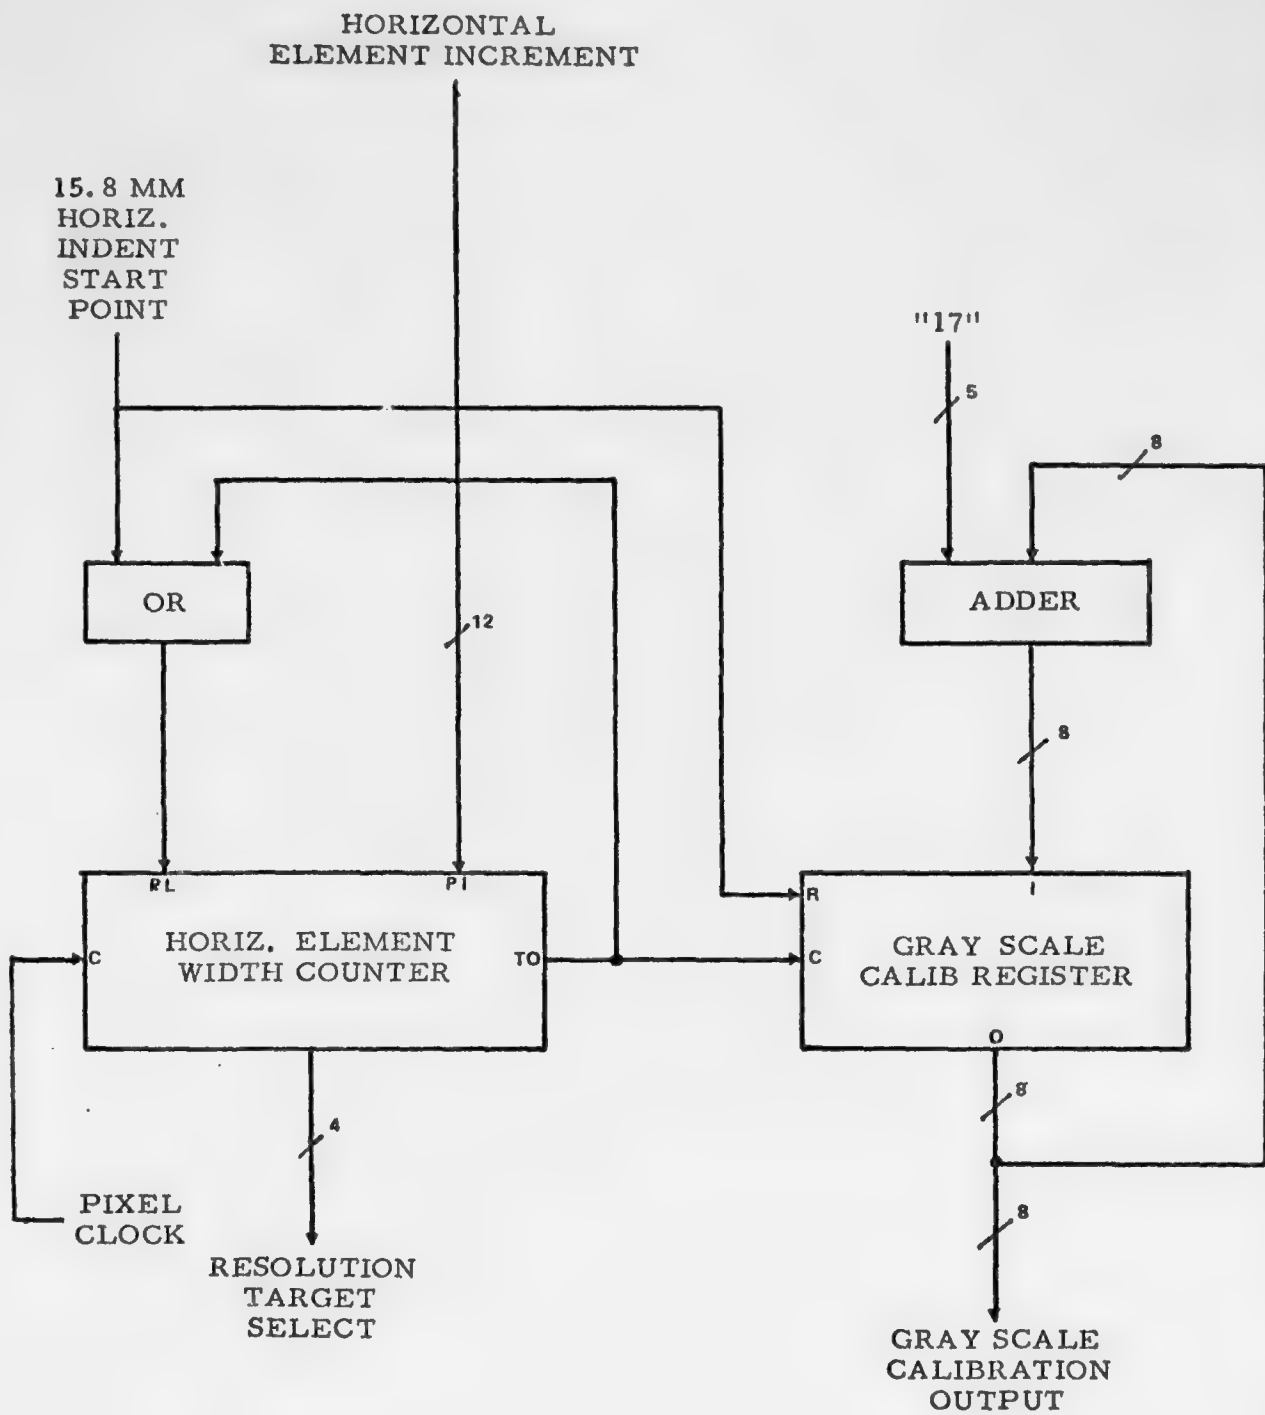 HORIZONTAL
ELEMENT INCREMENT
15.8 MM
HORIZ.
INDENT
START
POINT
"17"
5
8
OR
ADDER
12
8
RL
PI
I
R
HORIZ. ELEMENT
WIDTH COUNTER
C
TO
C
GRAY SCALE
CALIB REGISTER
O
8
4
8
PIXEL
CLOCK
RESOLUTION
TARGET
SELECT
GRAY SCALE
CALIBRATION
OUTPUT